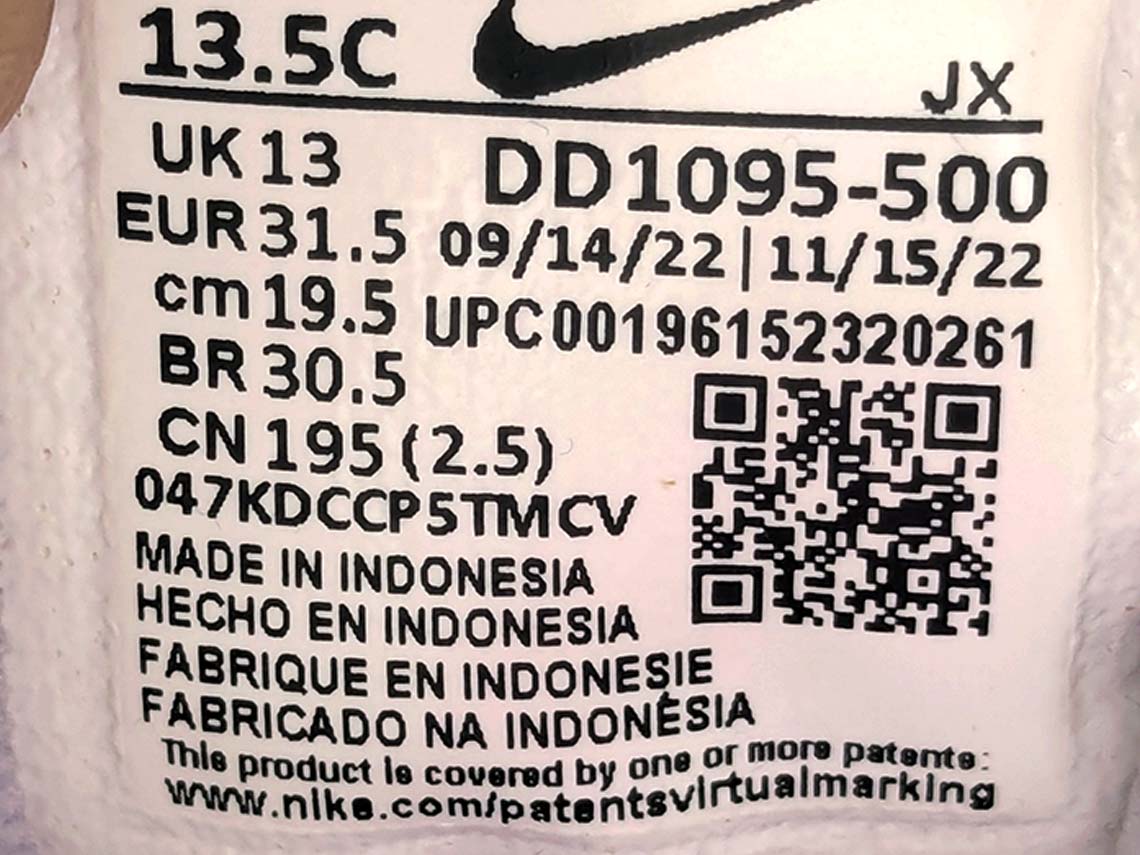 13.5C
JX
UK 13
DD1095-500
EUR 31.5
09/14/22 | 11/15/22
cm 19.5
UPC00196152320261
BR 30.5
CN 195 (2.5)
047KDCCP5TMCV
MADE IN INDONESIA
HECHO EN INDONESIA
FABRIQUE EN INDONESIE
FABRICADO NA INDONÉSIA
This product is covered by one or more patents:
www.nike.com/patentsvirtualmarking